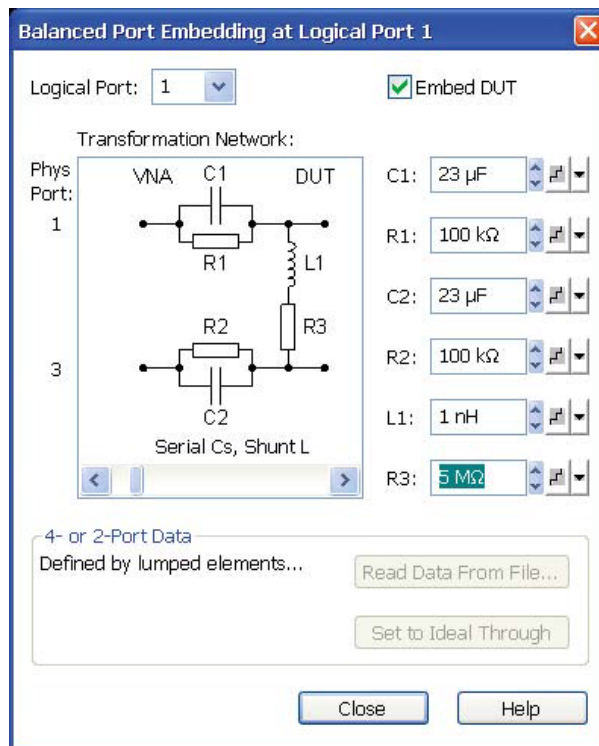 Balanced Port Embedding at Logical Port 1
Logical Port: 1
Embed DUT
Transformation Network:
Phys Port:
1
3
VNA C1 DUT
R1
L1
R2
R3
C2
Serial Cs, Shunt L
C1: 23 µF
R1: 100 kΩ
C2: 23 µF
R2: 100 kΩ
L1: 1 nH
R3: 5 MΩ
4- or 2-Port Data
Defined by lumped elements...
Read Data From File...
Set to Ideal Through
Close
Help